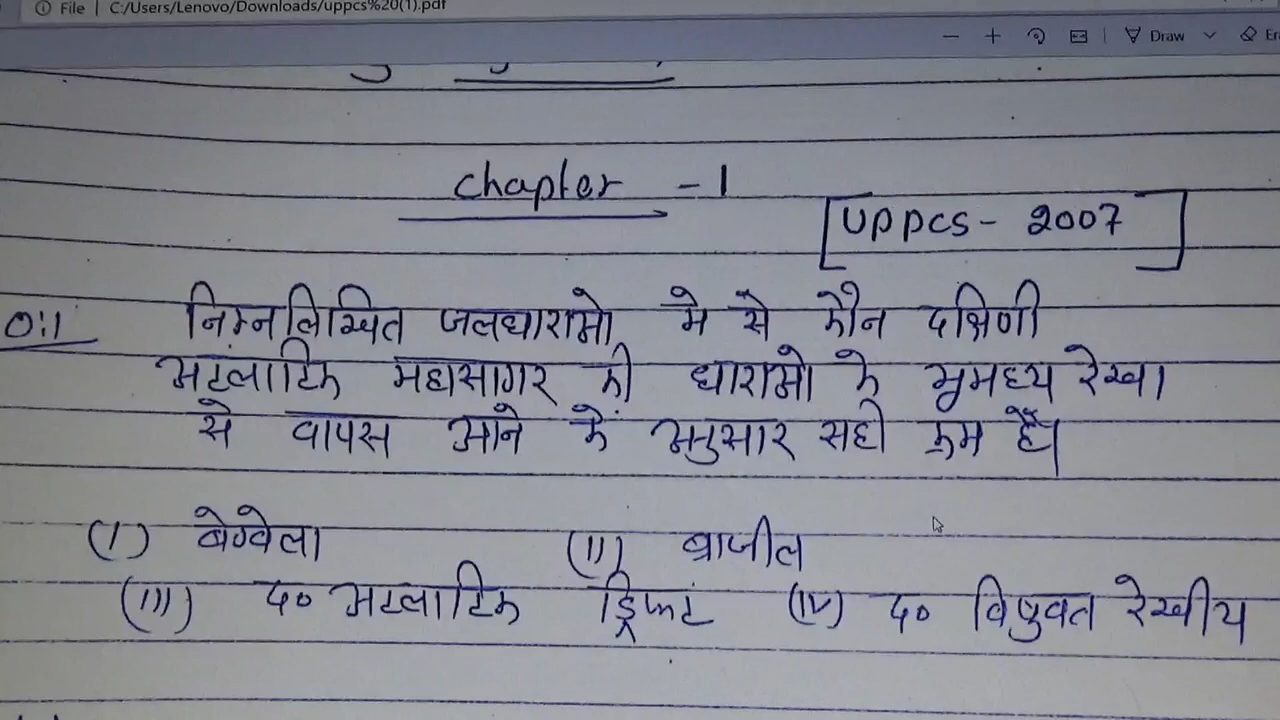 File | C:/Users/Lenovo/Downloads/uppcs%20(1).pdf
Draw
Chapter - 1
[UPPCS - 2007]
Q:1 निम्नलिखित जलधाराओ मे से कौन दक्षिणी
अटलांटिक महासागर की धाराओ के भूमध्य रेखा
से वापस आने कें अनुसार सही क्रम हैं।
(I) बेग्वेला (II) ब्राजील
(III) द० अटलाटिक ड्रिफ्ट (IV) द० विषुवत रेखीय